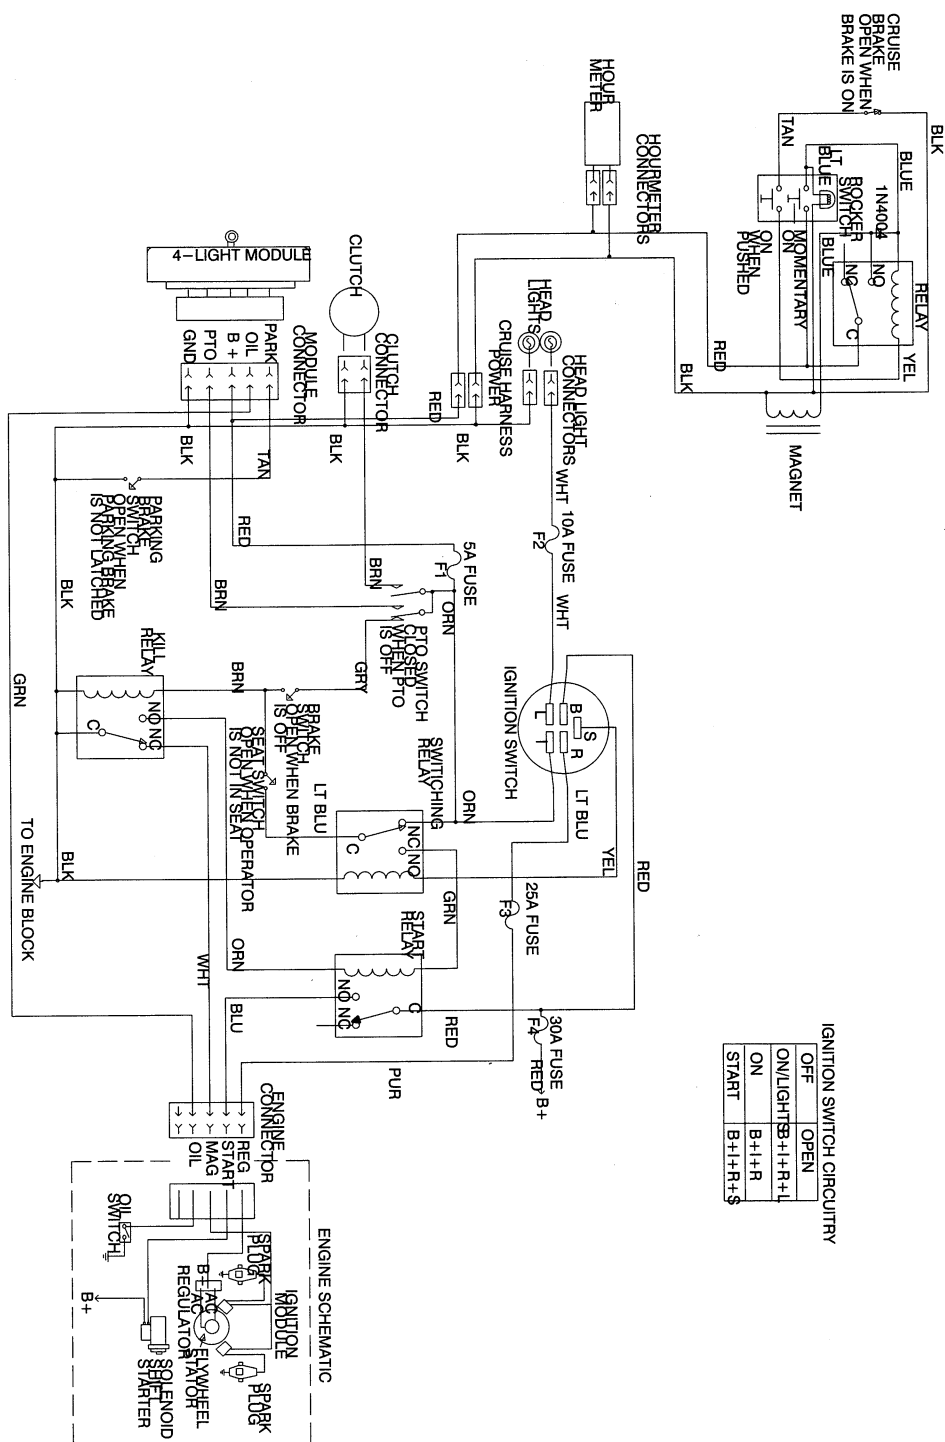 CRUISE
BRAKE
OPEN WHEN
BRAKE IS ON
TAN
BLK
BLUE
LT
BLUE
ROCKER
SWITCH
1N4004
BLUE
MOMENTARY
ON
ON
WHEN
PUSHED
NC
NO
C
RELAY
YEL
RED
BLK
MAGNET
HOUR
METER
HOURMETER
CONNECTORS
4-LIGHT MODULE
GND
PTO
B +
OIL
PARK
MODULE
CONNECTOR
CLUTCH
CLUTCH
CONNECTOR
HEAD
LIGHTS
CRUISE HARNESS
POWER
HEAD LIGHT
CONNECTORS
RED
BLK
BLK
BLK
TAN
RED
WHT
10A FUSE
F2
WHT
5A FUSE
F1
PARKING
BRAKE
SWITCH
OPEN WHEN
PARKING BRAKE
IS NOT LATCHED
BLK
BRN
BRN
ORN
PTO SWITCH
CLOSED
WHEN PTO
IS OFF
GRY
GRN
KILL
RELAY
NO
NC
C
BRN
BRAKE
SWITCH
OPEN WHEN BRAKE
IS OFF
SEAT SWITCH
OPEN WHEN OPERATOR
IS NOT IN SEAT
LT BLU
SWITICHING
RELAY
NC
NO
C
ORN
IGNITION SWITCH
L
B
S
I
R
LT BLU
YEL
RED
BLK
TO ENGINE BLOCK
WHT
ORN
BLU
GRN
START
RELAY
NO
NC
C
RED
25A FUSE
F3
30A FUSE
F4
RED
B+
PUR
IGNITION SWITCH CIRCUITRY
OFF OPEN
ON/LIGHTS B+I+R+L
ON B+I+R
START B+I+R+S
ENGINE
CONNECTOR
OIL
MAG
START
REG
ENGINE SCHEMATIC
OIL
SWITCH
B+
SPARK
PLUG
B+
AC
AC
REGULATOR
IGNITION
MODULE
FLYWHEEL
STATOR
SOLENOID
SHIFT
STARTER
SPARK
PLUG